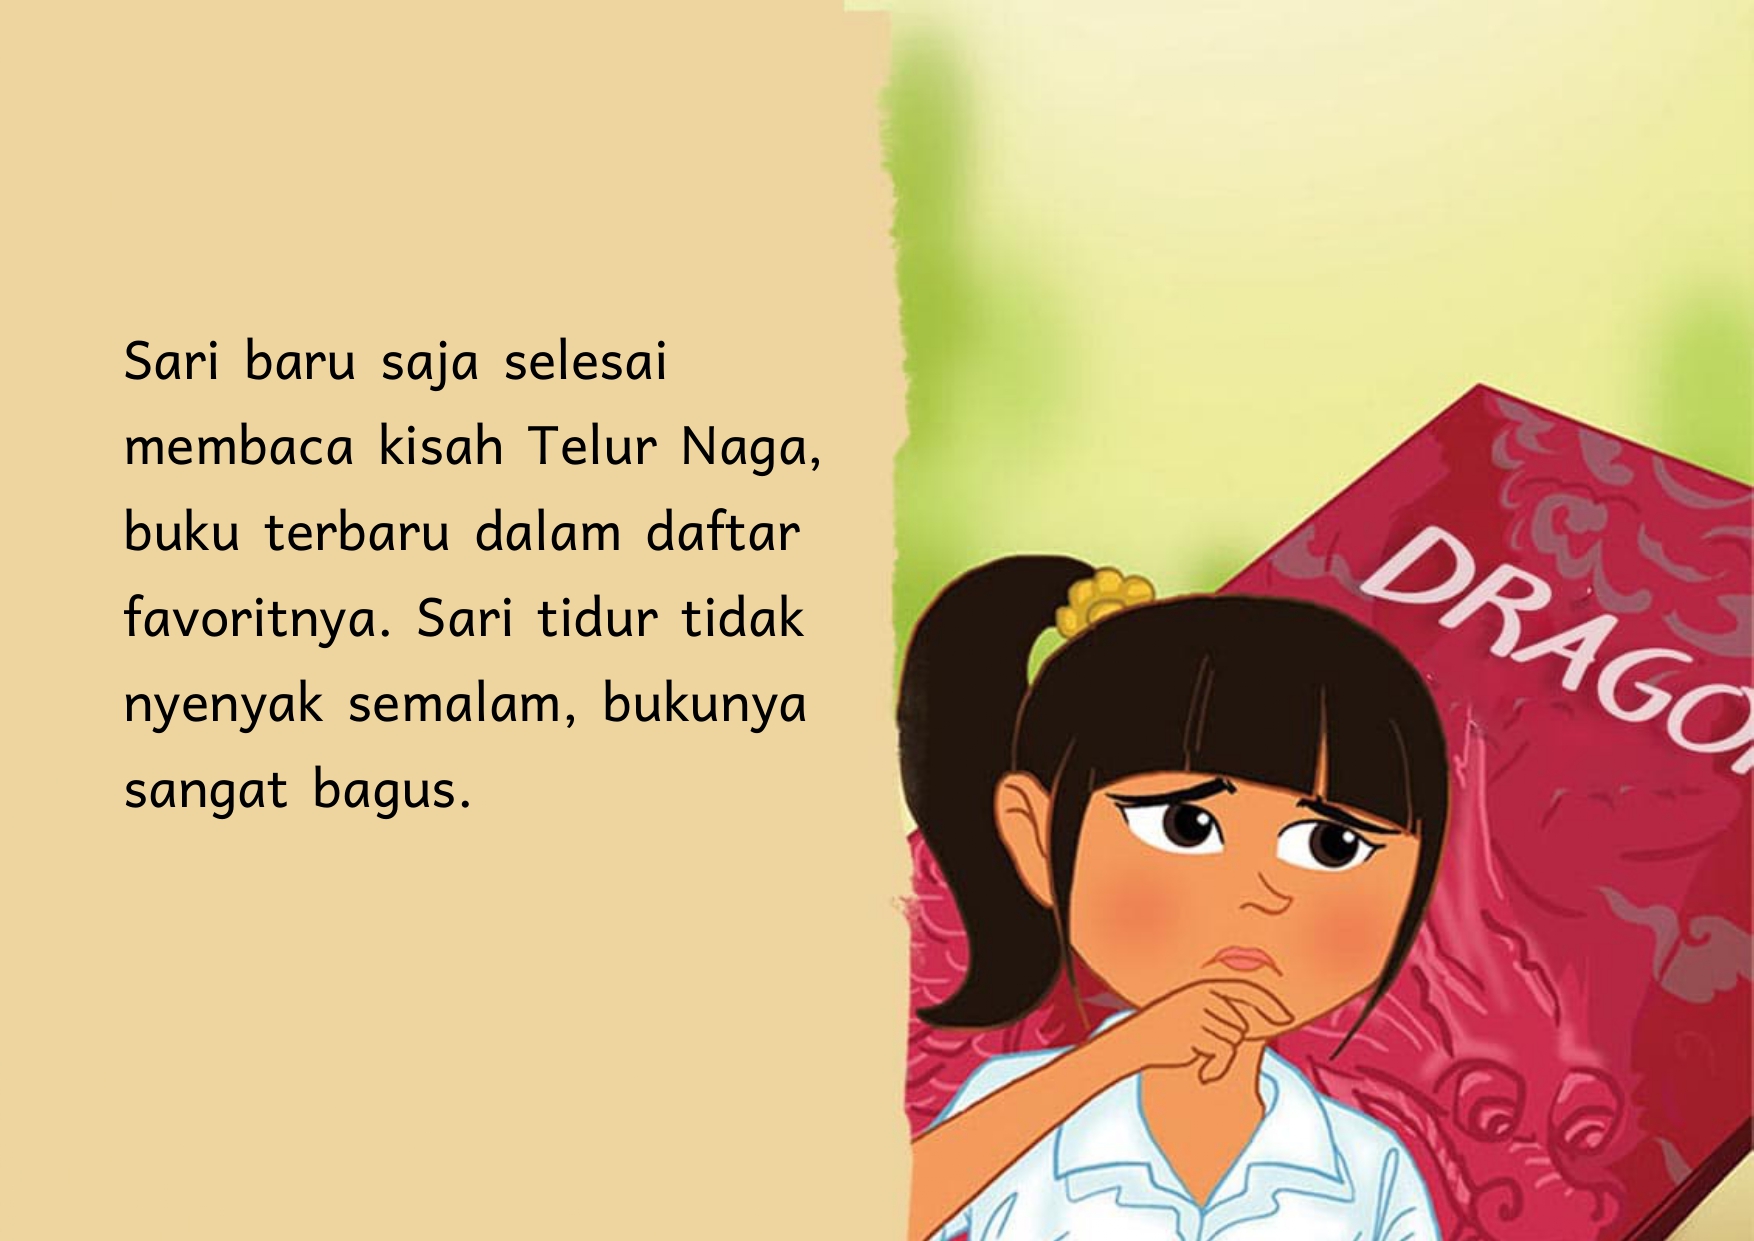 Sari baru saja selesai
membaca kisah Telur Naga,
buku terbaru dalam daftar
favoritnya. Sari tidur tidak
nyenyak semalam, bukunya
sangat bagus.
DRAGO